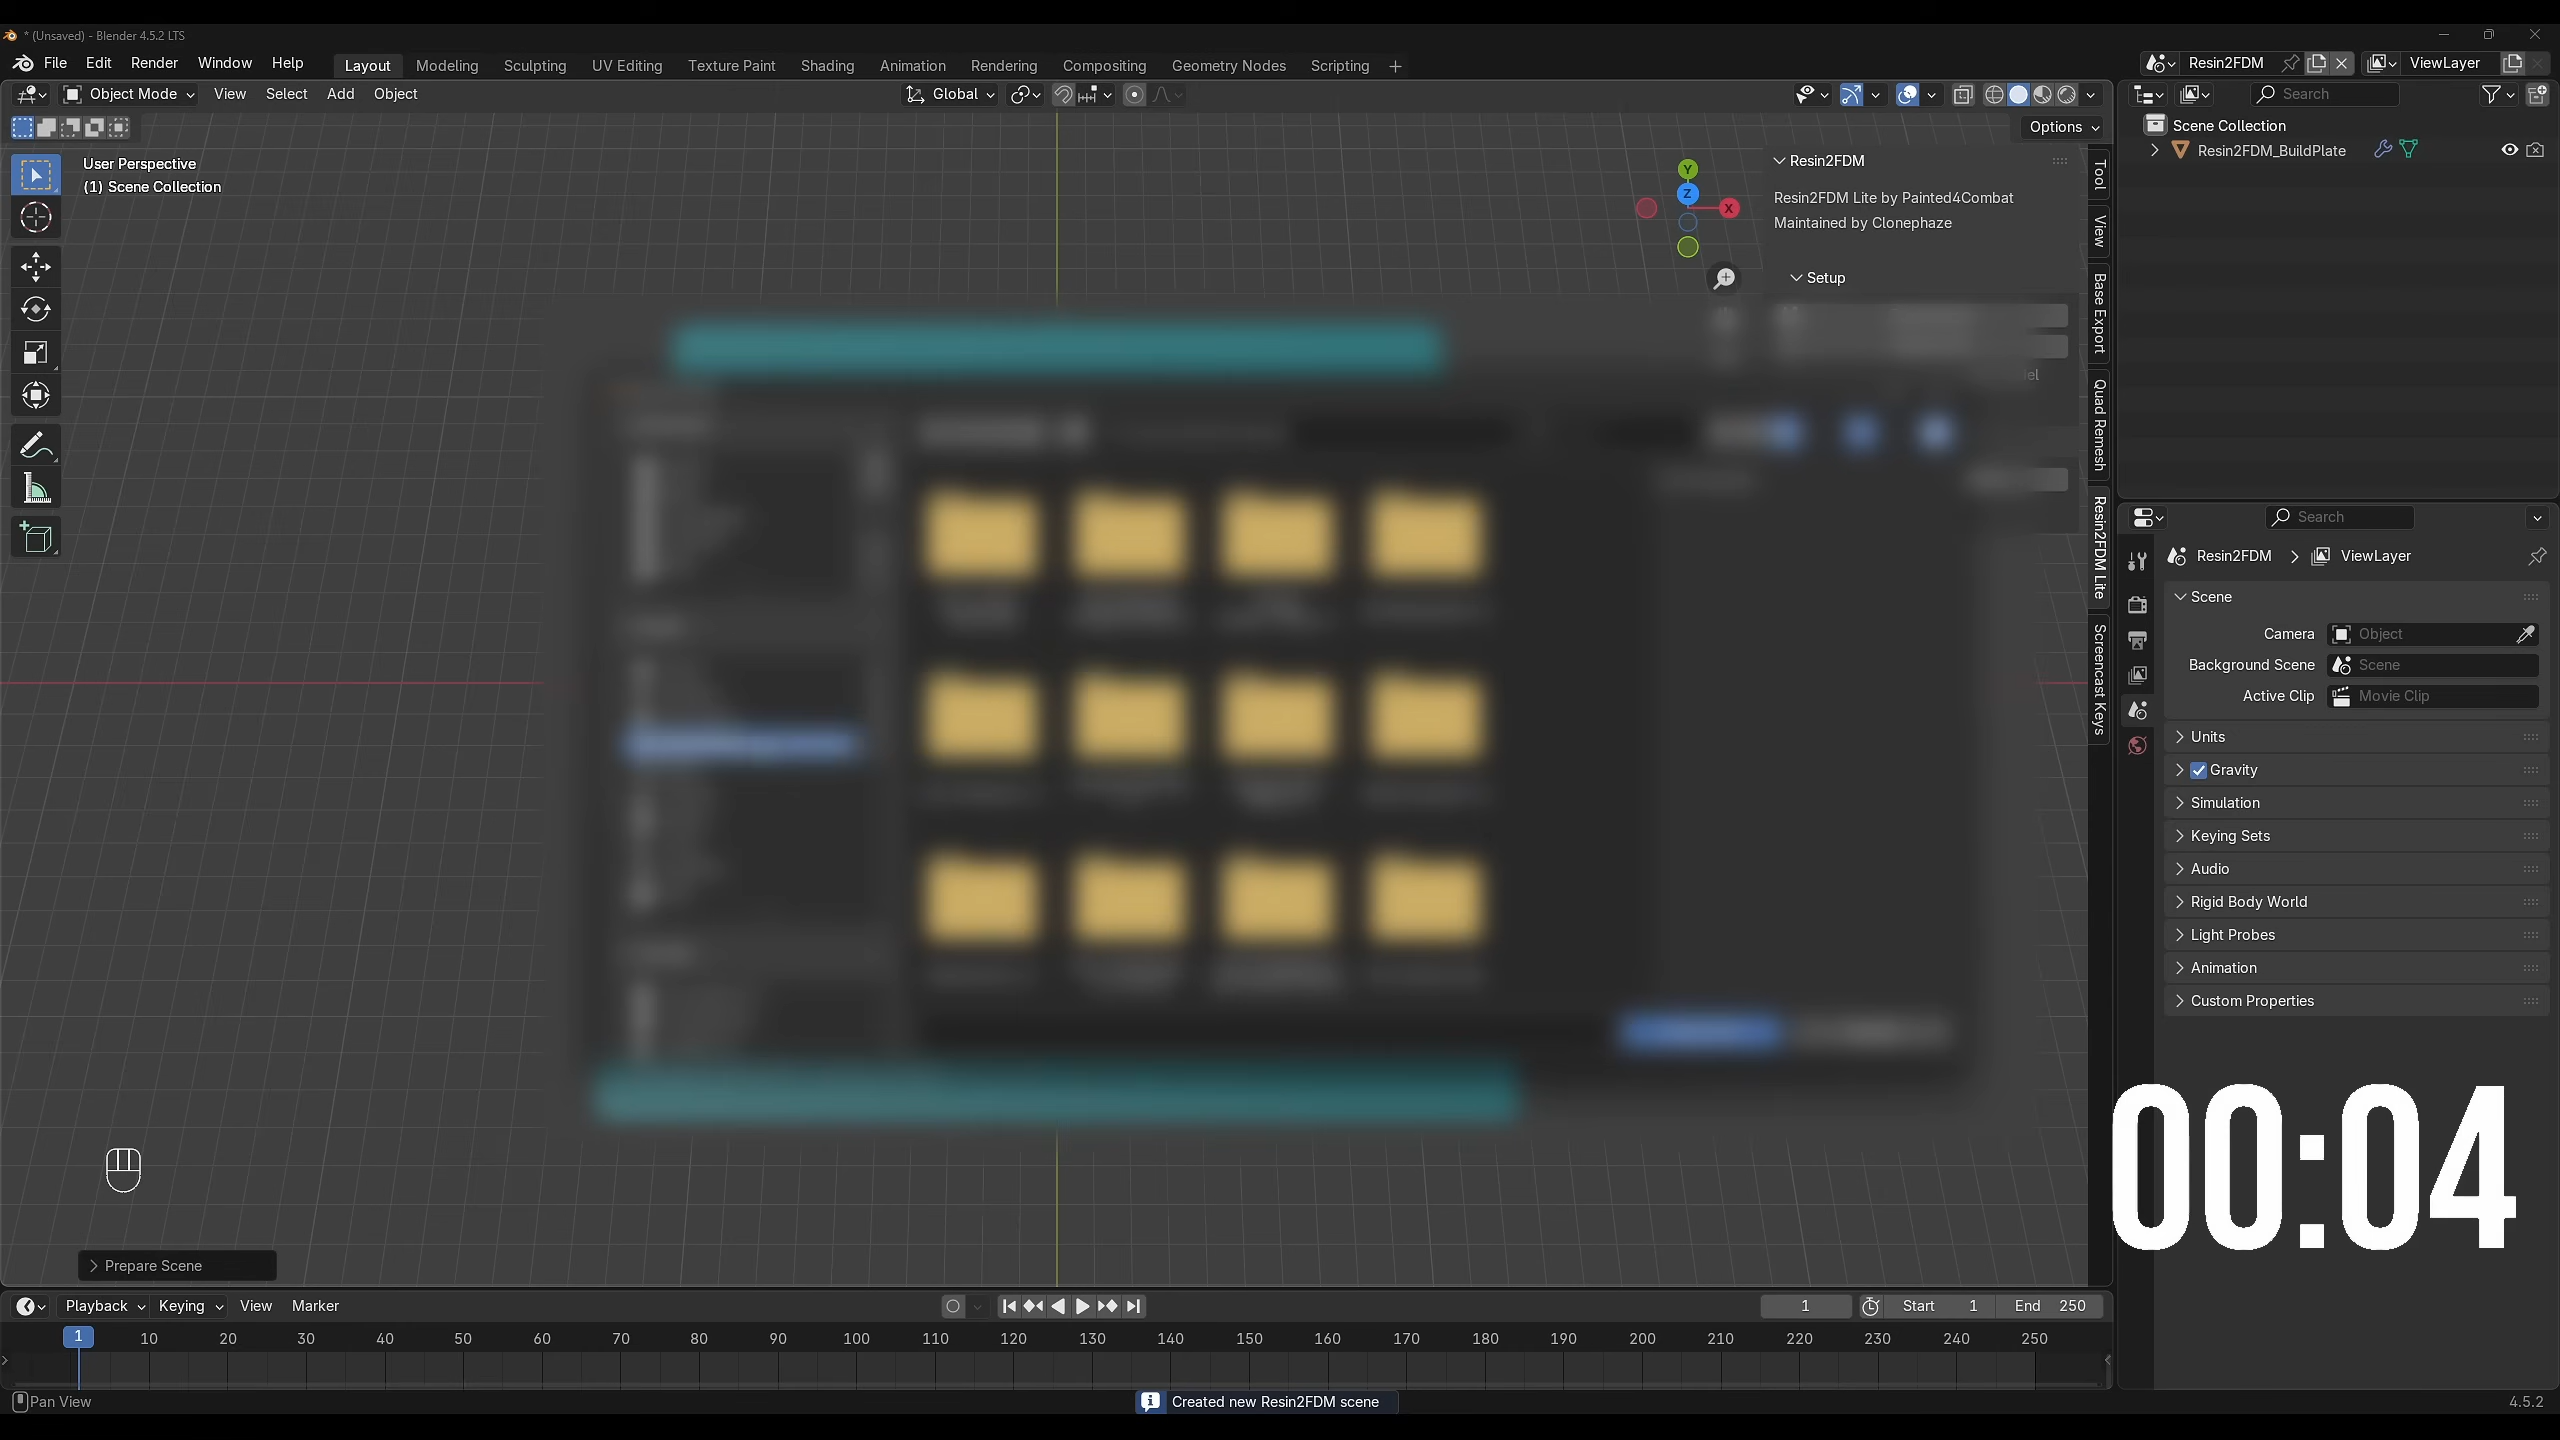 * (Unsaved) - Blender 4.5.2 LTS
File Edit Render Window Help Layout Modeling Sculpting UV Editing Texture Paint Shading Animation Rendering Compositing Geometry Nodes Scripting + Resin2FDM ViewLayer
Object Mode View Select Add Object Global Search
Options
User Perspective
(1) Scene Collection
Y
Z
X
Resin2FDM
Resin2FDM Lite by Painted4Combat
Maintained by Clonephaze
Setup
Tool
View
Base Export
Quad Remesh
Resin2FDM Lite
Screencast Keys
Scene Collection
Resin2FDM_BuildPlate
Search
Resin2FDM > ViewLayer
Scene
Camera Object
Background Scene Scene
Active Clip Movie Clip
Units
Gravity
Simulation
Keying Sets
Audio
Rigid Body World
Light Probes
Animation
Custom Properties
00:04
Prepare Scene
Playback Keying View Marker 1 Start 1 End 250
1 10 20 30 40 50 60 70 80 90 100 110 120 130 140 150 160 170 180 190 200 210 220 230 240 250
Pan View Created new Resin2FDM scene 4.5.2